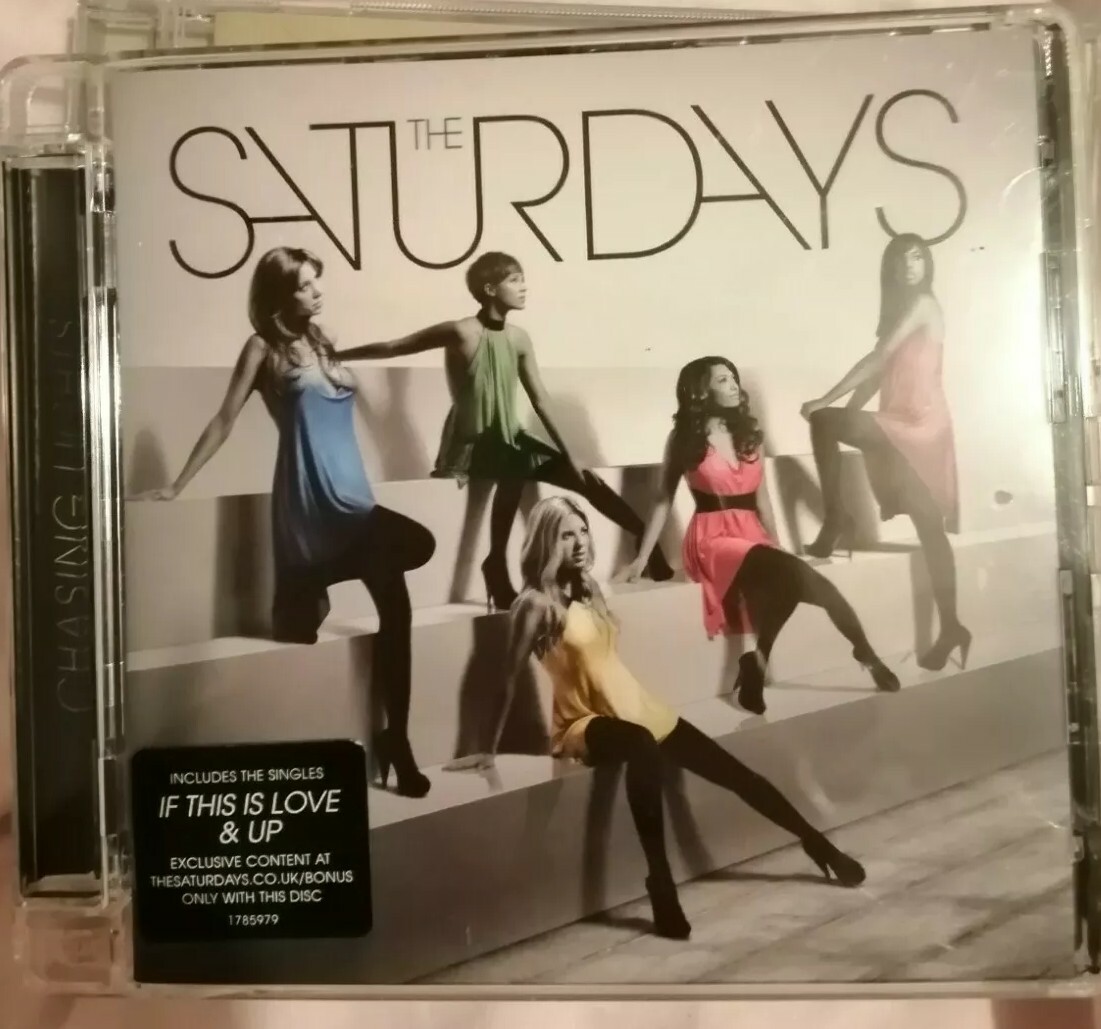 THE
SATURDAYS
CHASING LIGHTS
INCLUDES THE SINGLES
IF THIS IS LOVE
& UP
EXCLUSIVE CONTENT AT
THESATURDAYS.CO.UK/BONUS
ONLY WITH THIS DISC
1785979